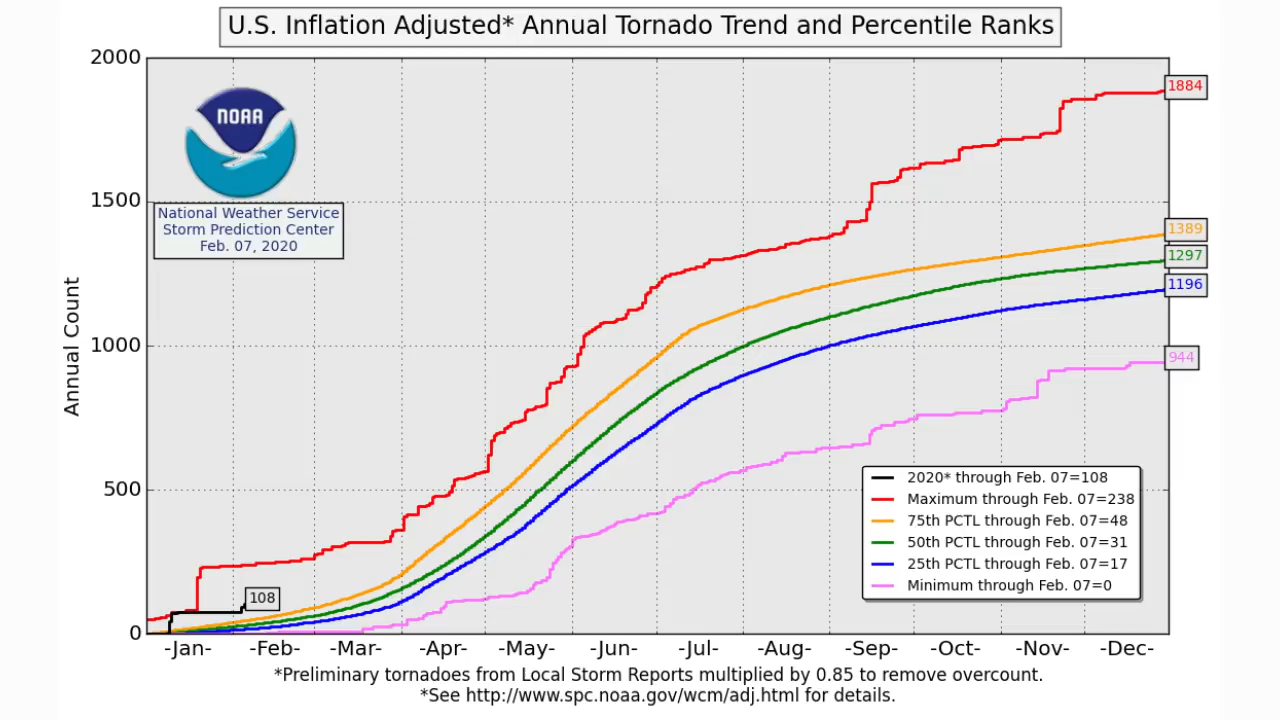 U.S. Inflation Adjusted* Annual Tornado Trend and Percentile Ranks
2000
1884
NOAA
1500
National Weather Service
Storm Prediction Center
Feb. 07, 2020
1389
1297
1196
Annual Count
1000
944
500
2020* through Feb. 07=108
Maximum through Feb. 07=238
75th PCTL through Feb. 07=48
50th PCTL through Feb. 07=31
25th PCTL through Feb. 07=17
Minimum through Feb. 07=0
108
0
-Jan- -Feb- -Mar- -Apr- -May- -Jun- -Jul- -Aug- -Sep- -Oct- -Nov- -Dec-
*Preliminary tornadoes from Local Storm Reports multiplied by 0.85 to remove overcount.
*See http://www.spc.noaa.gov/wcm/adj.html for details.